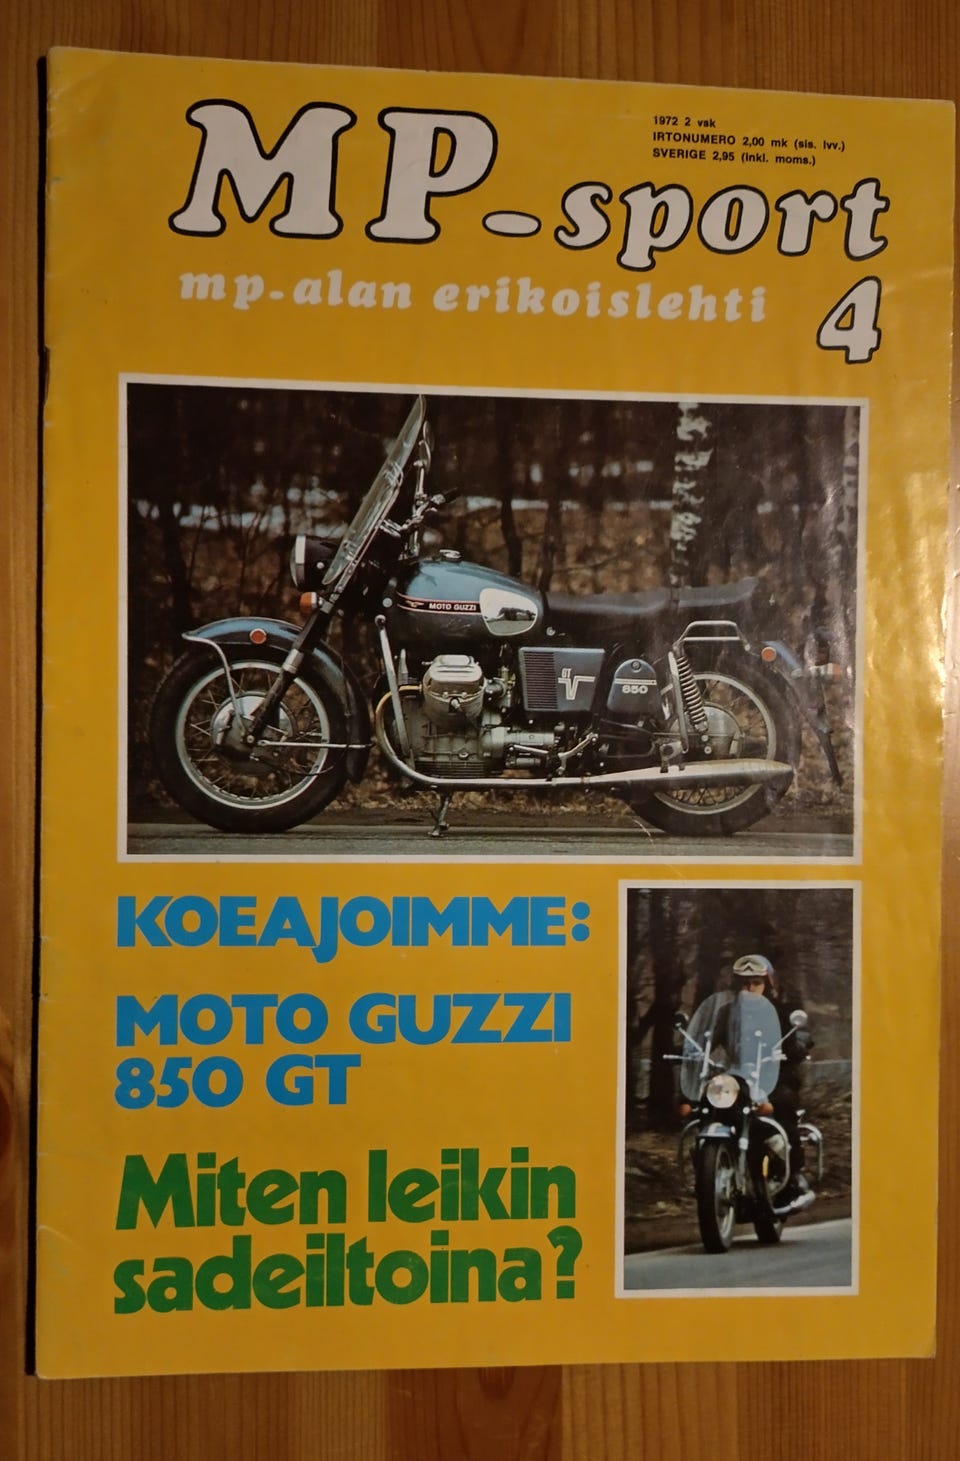 1972 2 vsk
IRTONUMERO 2,00 mk (sis. lvv.)
SVERIGE 2,95 (inkl. moms.)
MP-sport
mp-alan erikoislehti
4
MOTO GUZZI
GT
V
850
KOEAJOIMME:
MOTO GUZZI
850 GT
Miten leikin
sadeiltoina?